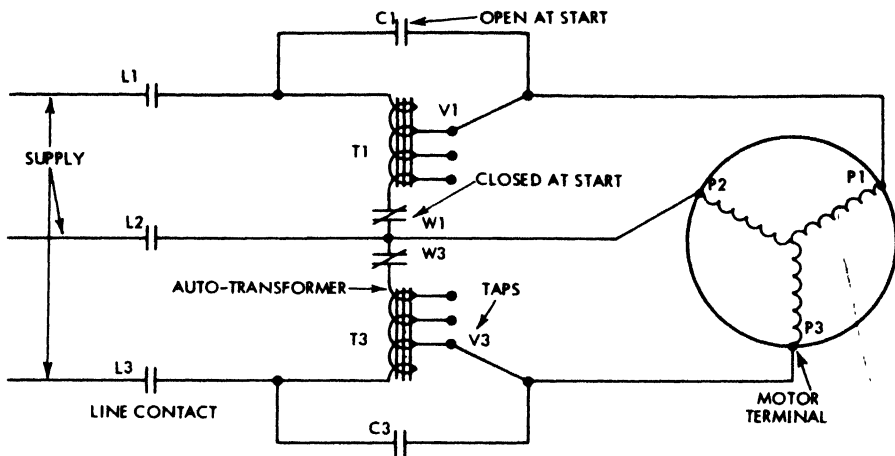 C1
OPEN AT START
L1
V1
SUPPLY
T1
CLOSED AT START
P2
P1
L2
W1
W3
AUTO-TRANSFORMER
TAPS
T3
V3
P3
L3
LINE CONTACT
MOTOR
TERMINAL
C3